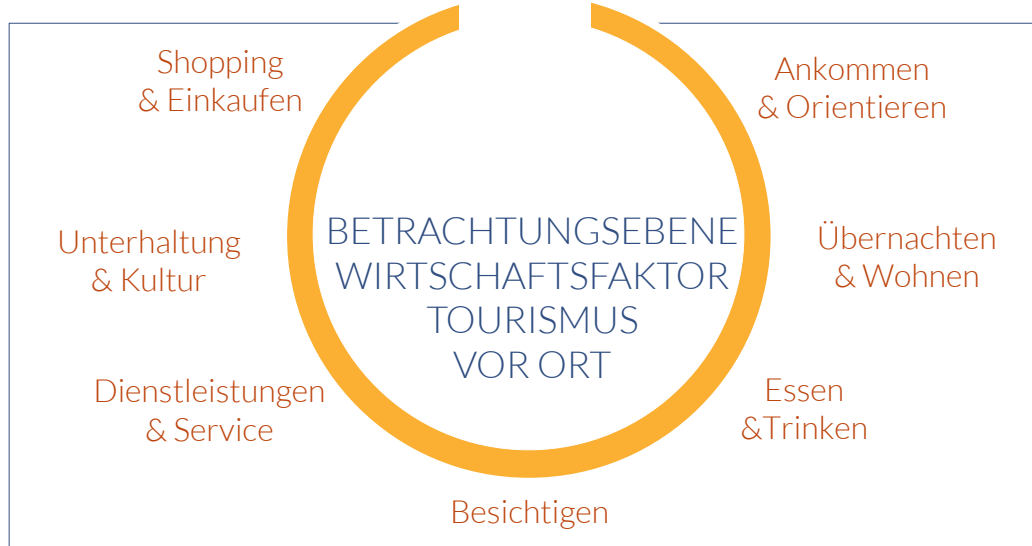 Shopping
& Einkaufen
Ankommen
& Orientieren
Unterhaltung
& Kultur
BETRACHTUNGSEBENE
WIRTSCHAFTSFAKTOR
TOURISMUS
VOR ORT
Übernachten
& Wohnen
Dienstleistungen
& Service
Essen
&Trinken
Besichtigen